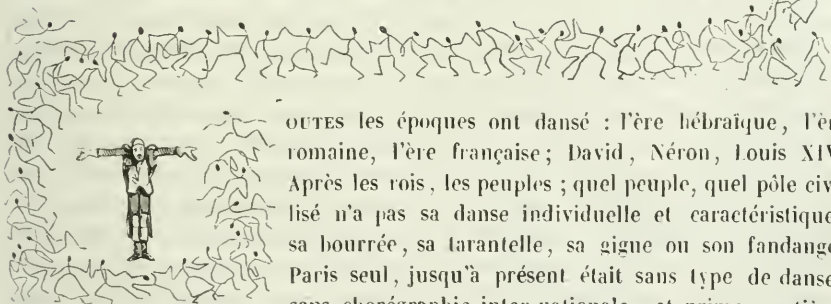 OUTES les époques ont dansé : l'ère hébraïque, l'èr
romaine, l'ère française; David, Néron, Louis XIV
Après les rois, les peuples ; quel peuple, quel pôle civ
lisé n'a pas sa danse individuelle et caractéristique
sa bourrée, sa tarantelle, sa gigue ou son fandango
Paris seul, jusqu'à présent était sans type de danse